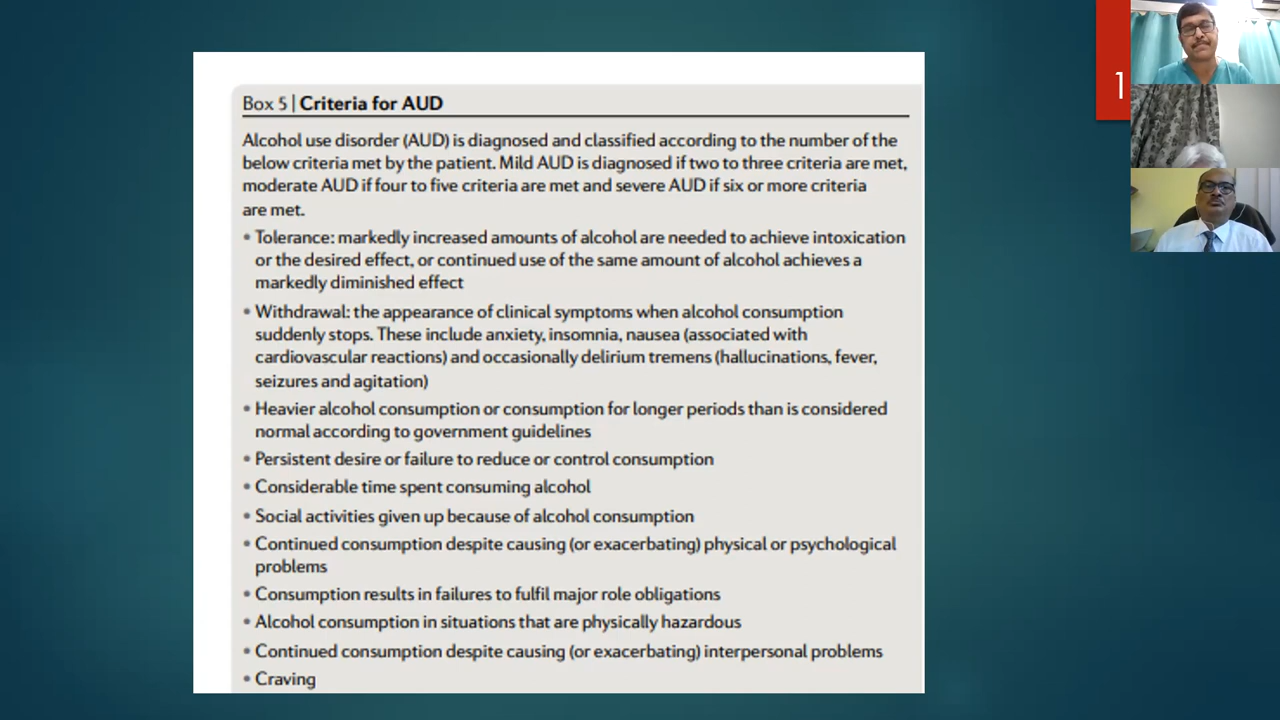 Box 5 | Criteria for AUD
Alcohol use disorder (AUD) is diagnosed and classified according to the number of the
below criteria met by the patient. Mild AUD is diagnosed if two to three criteria are met,
moderate AUD if four to five criteria are met and severe AUD if six or more criteria
are met.
• Tolerance: markedly increased amounts of alcohol are needed to achieve intoxication
or the desired effect, or continued use of the same amount of alcohol achieves a
markedly diminished effect
• Withdrawal: the appearance of clinical symptoms when alcohol consumption
suddenly stops. These include anxiety, insomnia, nausea (associated with
cardiovascular reactions) and occasionally delirium tremens (hallucinations, fever,
seizures and agitation)
• Heavier alcohol consumption or consumption for longer periods than is considered
normal according to government guidelines
• Persistent desire or failure to reduce or control consumption
• Considerable time spent consuming alcohol
• Social activities given up because of alcohol consumption
• Continued consumption despite causing (or exacerbating) physical or psychological
problems
• Consumption results in failures to fulfil major role obligations
• Alcohol consumption in situations that are physically hazardous
• Continued consumption despite causing (or exacerbating) interpersonal problems
• Craving
1